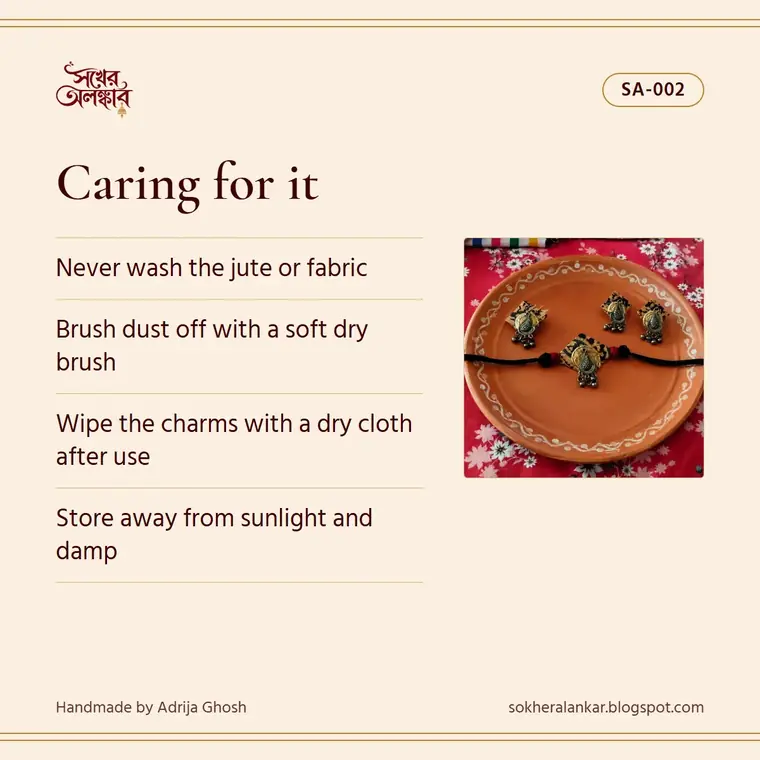 সখের
অলঙ্কার
SA-002
Caring for it
Never wash the jute or fabric
Brush dust off with a soft dry
brush
Wipe the charms with a dry cloth
after use
Store away from sunlight and
damp
Handmade by Adrija Ghosh
sokheralankar.blogspot.com